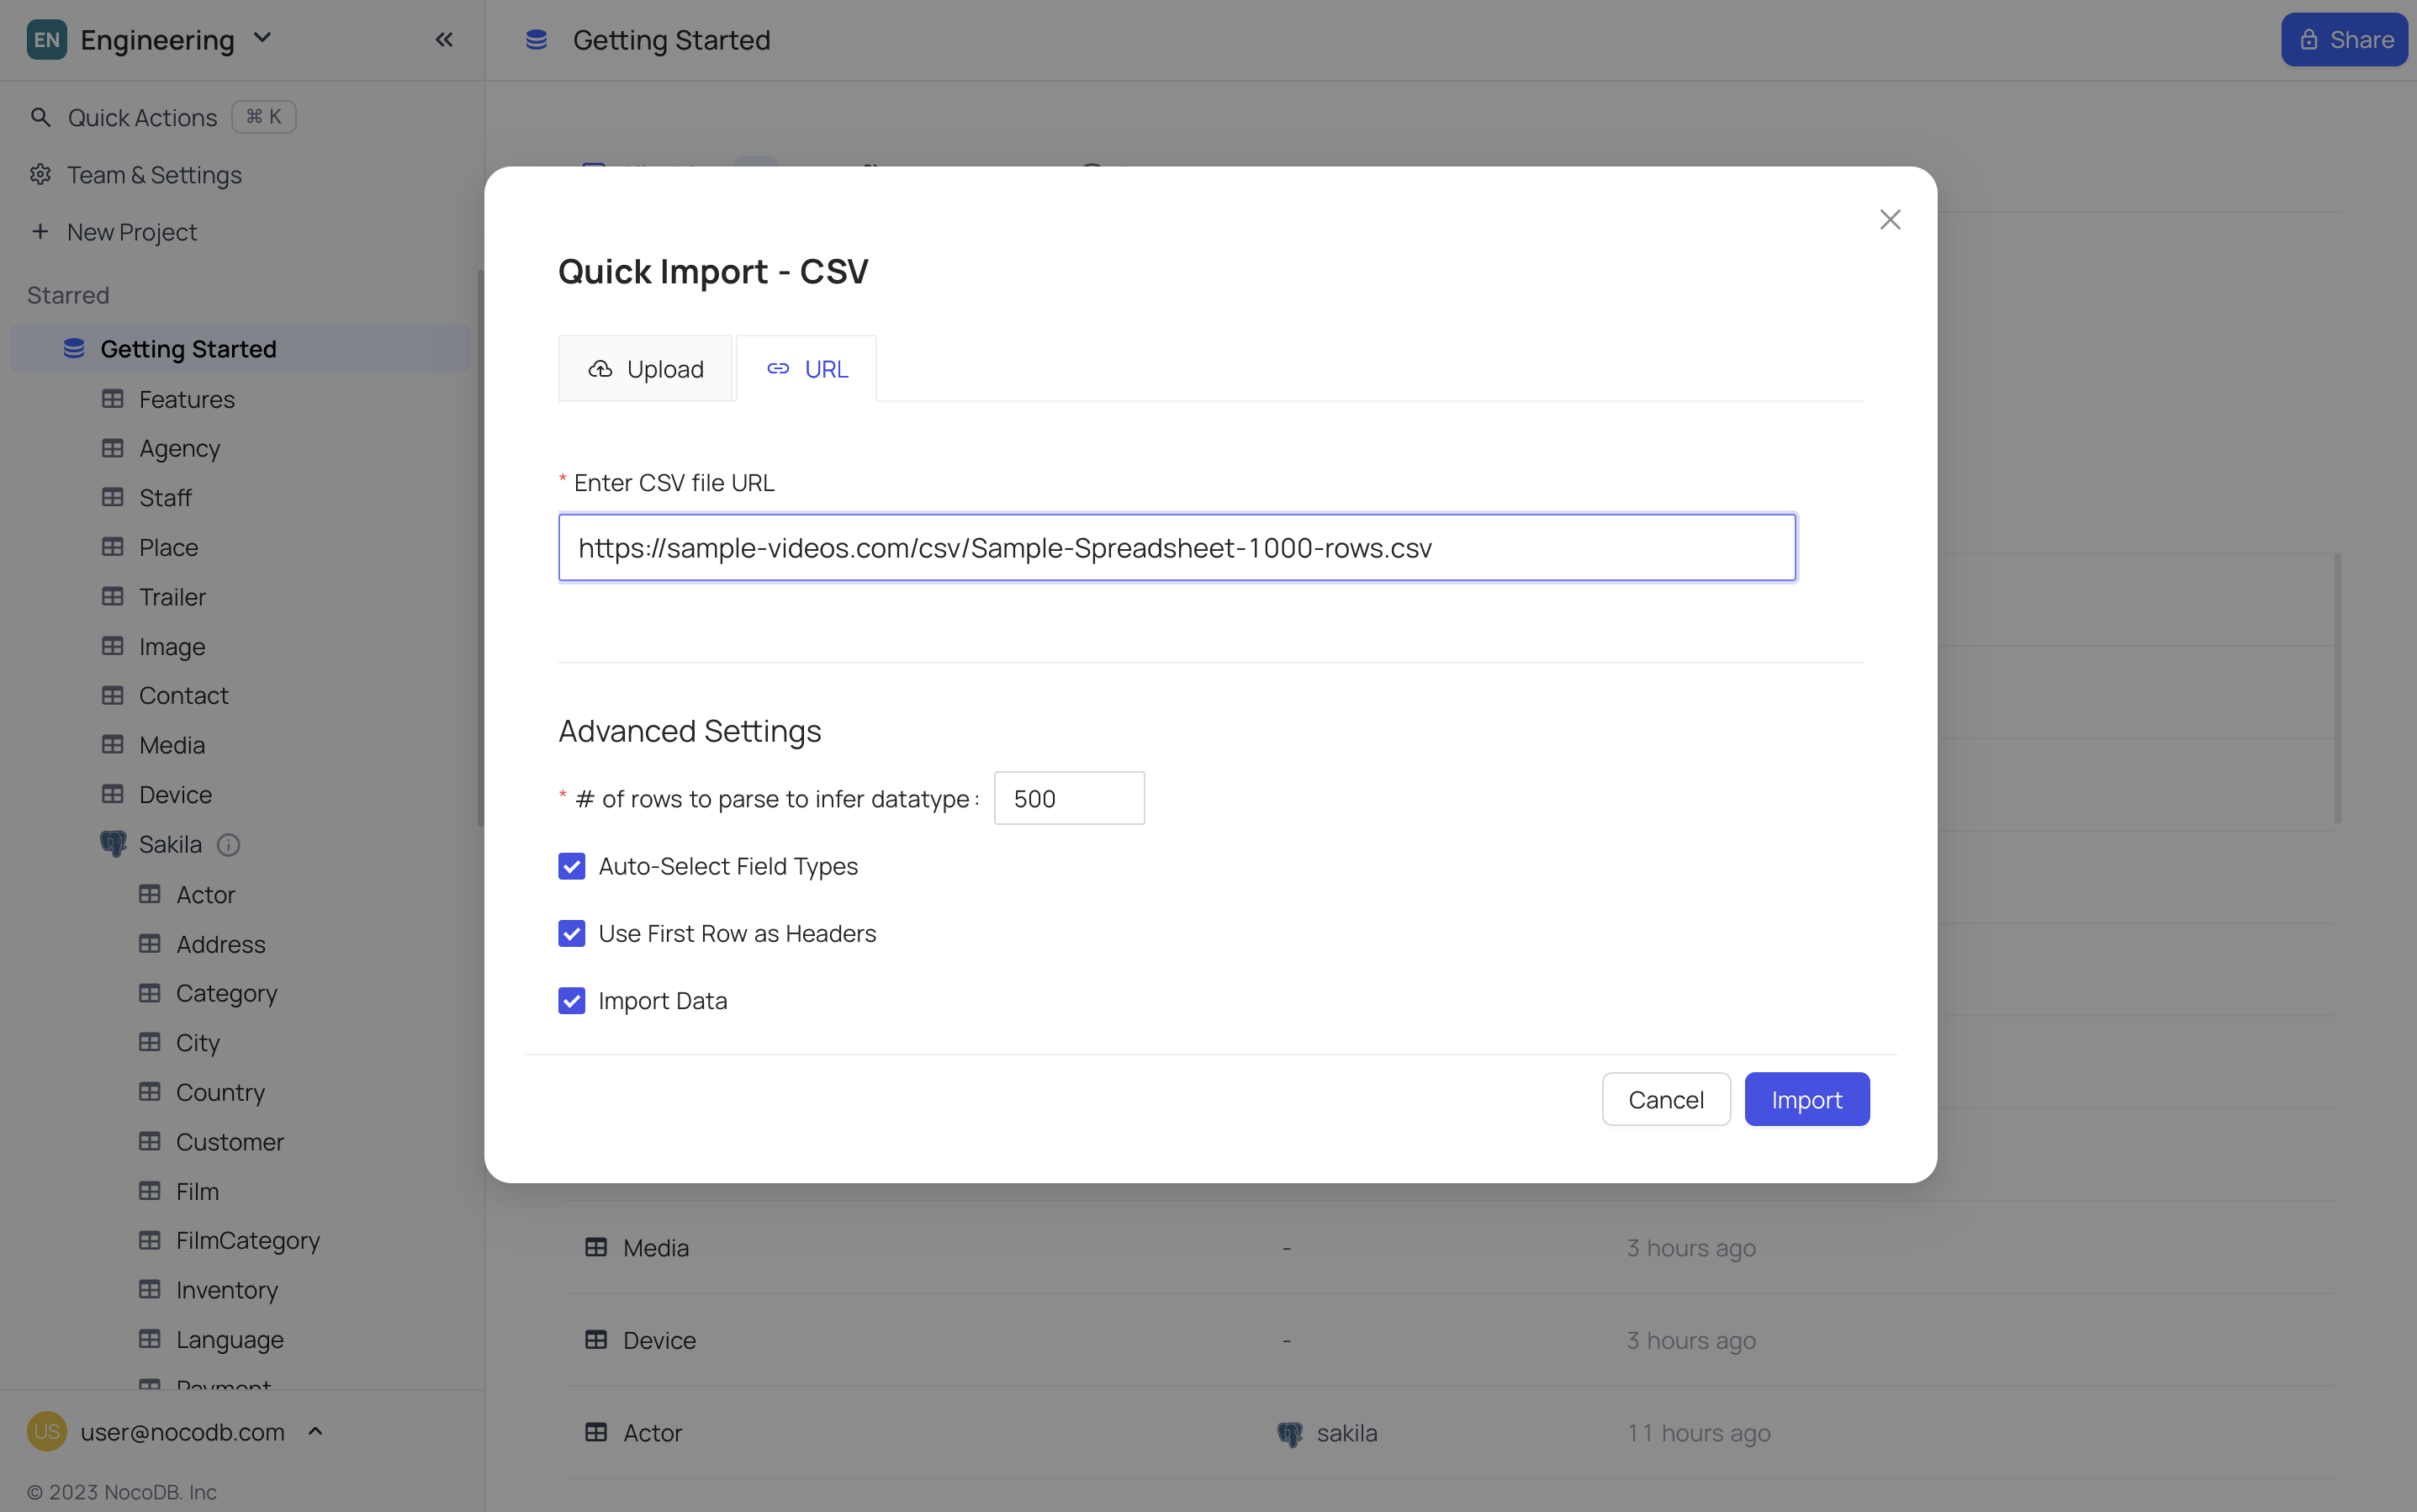 EN Engineering
Getting Started
Share
Quick Actions ⌘ K
Team & Settings
New Project
Starred
Getting Started
Features
Agency
Staff
Place
Trailer
Image
Contact
Media
Device
Sakila
Actor
Address
Category
City
Country
Customer
Film
FilmCategory
Inventory
Language
Payment
US user@nocodb.com
© 2023 NocoDB. Inc
Quick Import - CSV
Upload
URL
* Enter CSV file URL
https://sample-videos.com/csv/Sample-Spreadsheet-1000-rows.csv
Advanced Settings
* # of rows to parse to infer datatype : 500
Auto-Select Field Types
Use First Row as Headers
Import Data
Cancel
Import
Media - 3 hours ago
Device - 3 hours ago
Actor sakila 11 hours ago